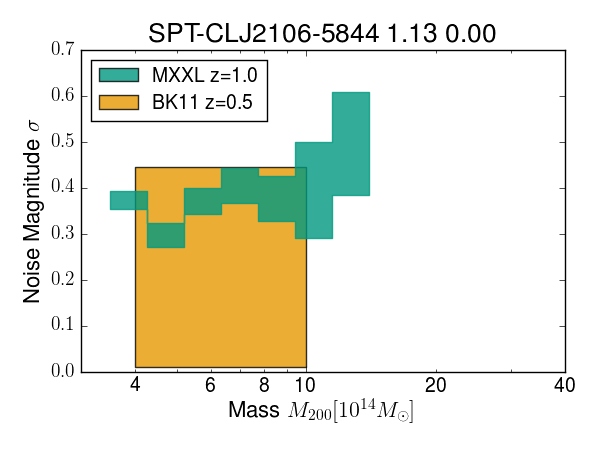 SPT-CLJ2106-5844 1.13 0.00
MXXL z=1.0
BK11 z=0.5
Noise Magnitude σ
0.7
0.6
0.5
0.4
0.3
0.2
0.1
0.0
4 6 8 10 20 40
Mass M₂₀₀[10¹⁴M⊙]